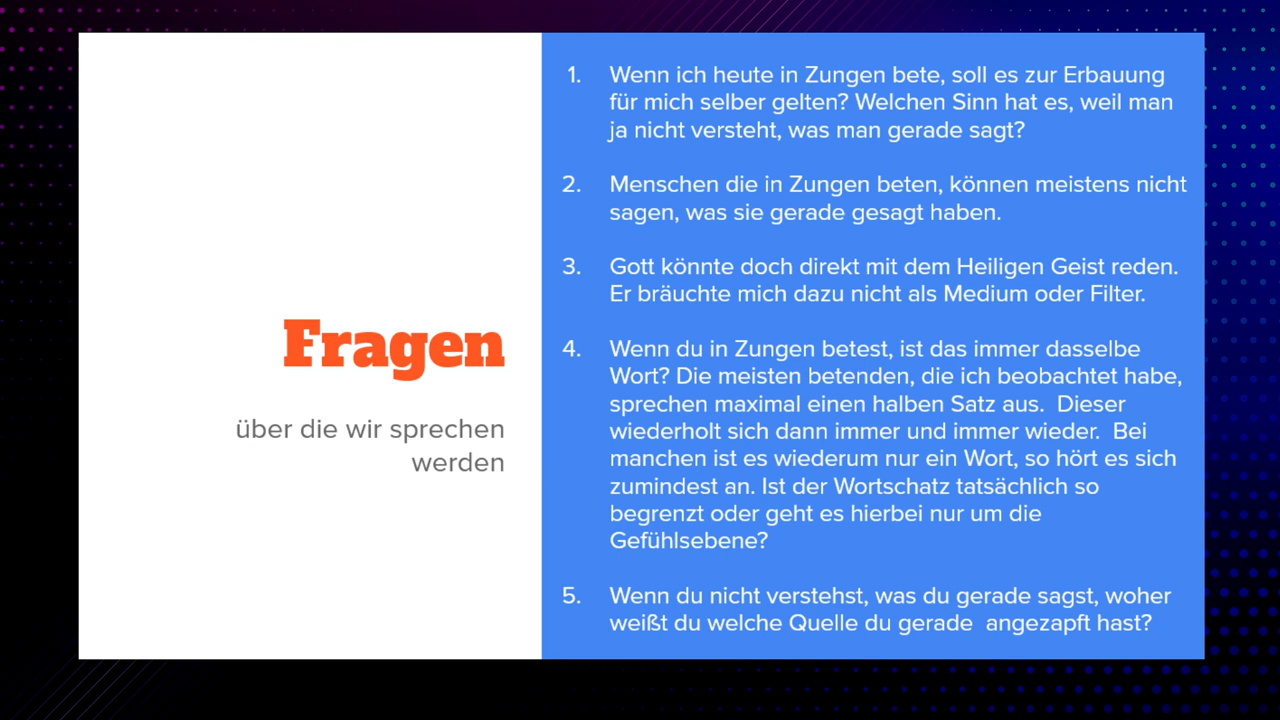 Fragen
über die wir sprechen
werden
1. Wenn ich heute in Zungen bete, soll es zur Erbauung
für mich selber gelten? Welchen Sinn hat es, weil man
ja nicht versteht, was man gerade sagt?
2. Menschen die in Zungen beten, können meistens nicht
sagen, was sie gerade gesagt haben.
3. Gott könnte doch direkt mit dem Heiligen Geist reden.
Er bräuchte mich dazu nicht als Medium oder Filter.
4. Wenn du in Zungen betest, ist das immer dasselbe
Wort? Die meisten betenden, die ich beobachtet habe,
sprechen maximal einen halben Satz aus.  Dieser
wiederholt sich dann immer und immer wieder.  Bei
manchen ist es wiederum nur ein Wort, so hört es sich
zumindest an. Ist der Wortschatz tatsächlich so
begrenzt oder geht es hierbei nur um die
Gefühlsebene?
5. Wenn du nicht verstehst, was du gerade sagst, woher
weißt du welche Quelle du gerade  angezapft hast?